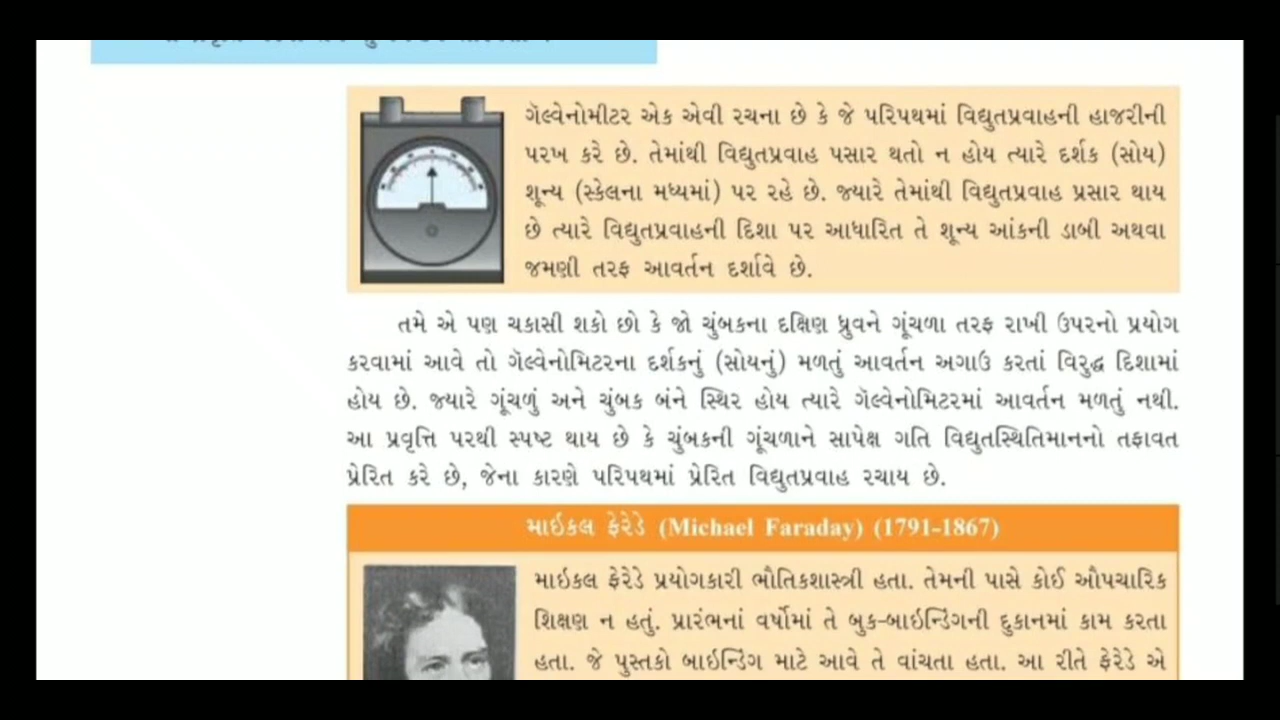 ગૅલ્વેનોમીટર એક એવી રચના છે કે જે પરિપથમાં વિદ્યુતપ્રવાહની હાજરીની
પરખ કરે છે. તેમાંથી વિદ્યુતપ્રવાહ પસાર થતો ન હોય ત્યારે દર્શક (સોય)
શૂન્ય (સ્કેલના મધ્યમાં) પર રહે છે. જ્યારે તેમાંથી વિદ્યુતપ્રવાહ પ્રસાર થાય
છે ત્યારે વિદ્યુતપ્રવાહની દિશા પર આધારિત તે શૂન્ય આંકની ડાબી અથવા
જમણી તરફ આવર્તન દર્શાવે છે.
તમે એ પણ ચકાસી શકો છો કે જો ચુંબકના દક્ષિણ ધ્રુવને ગૂંચળા તરફ રાખી ઉપરનો પ્રયોગ
કરવામાં આવે તો ગૅલ્વેનોમિટરના દર્શકનું (સોયનું) મળતું આવર્તન અગાઉ કરતાં વિરુદ્ધ દિશામાં
હોય છે. જ્યારે ગૂંચળું અને ચુંબક બંને સ્થિર હોય ત્યારે ગૅલ્વેનોમિટરમાં આવર્તન મળતું નથી.
આ પ્રવૃત્તિ પરથી સ્પષ્ટ થાય છે કે ચુંબકની ગૂંચળાને સાપેક્ષ ગતિ વિદ્યુતસ્થિતિમાનનો તફાવત
પ્રેરિત કરે છે, જેના કારણે પરિપથમાં પ્રેરિત વિદ્યુતપ્રવાહ રચાય છે.
માઇકલ ફેરેડે (Michael Faraday) (1791-1867)
માઇકલ ફેરેડે પ્રયોગકારી ભૌતિકશાસ્ત્રી હતા. તેમની પાસે કોઈ ઔપચારિક
શિક્ષણ ન હતું. પ્રારંભનાં વર્ષોમાં તે બુક-બાઇન્ડિંગની દુકાનમાં કામ કરતા
હતા. જે પુસ્તકો બાઇન્ડિંગ માટે આવે તે વાંચતા હતા. આ રીતે ફેરેડે એ